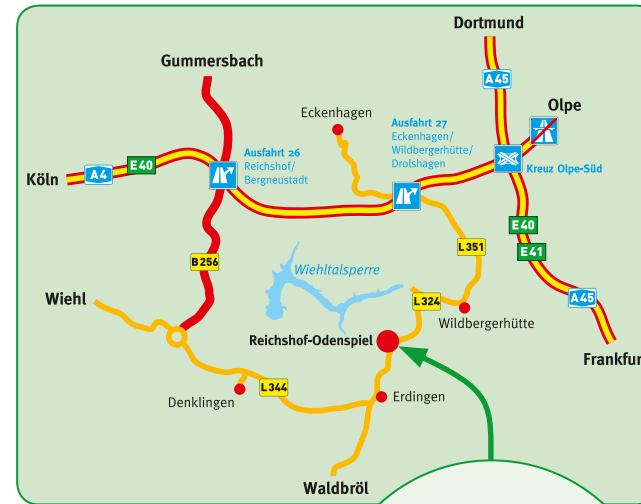 Dortmund
Gummersbach
A45
Olpe
Eckenhagen
Ausfahrt 27
Eckenhagen/
Wildbergerhütte/
Drolshagen
Ausfahrt 26
Reichshof/
Bergneustadt
Kreuz Olpe-Süd
Köln
A4
E40
E40
E41
L351
B256
Wiehltalsperre
A45
Wiehl
L324
Wildbergerhütte
Reichshof-Odenspiel
Frankfur
L344
Denklingen
Erdingen
Waldbröl